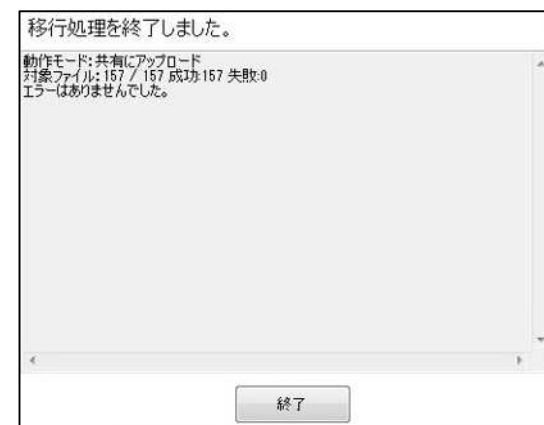 移行処理を終了しました。
動作モード:共有にアップロード
対象ファイル:157 / 157 成功:157 失敗:0
エラーはありませんでした。
終了